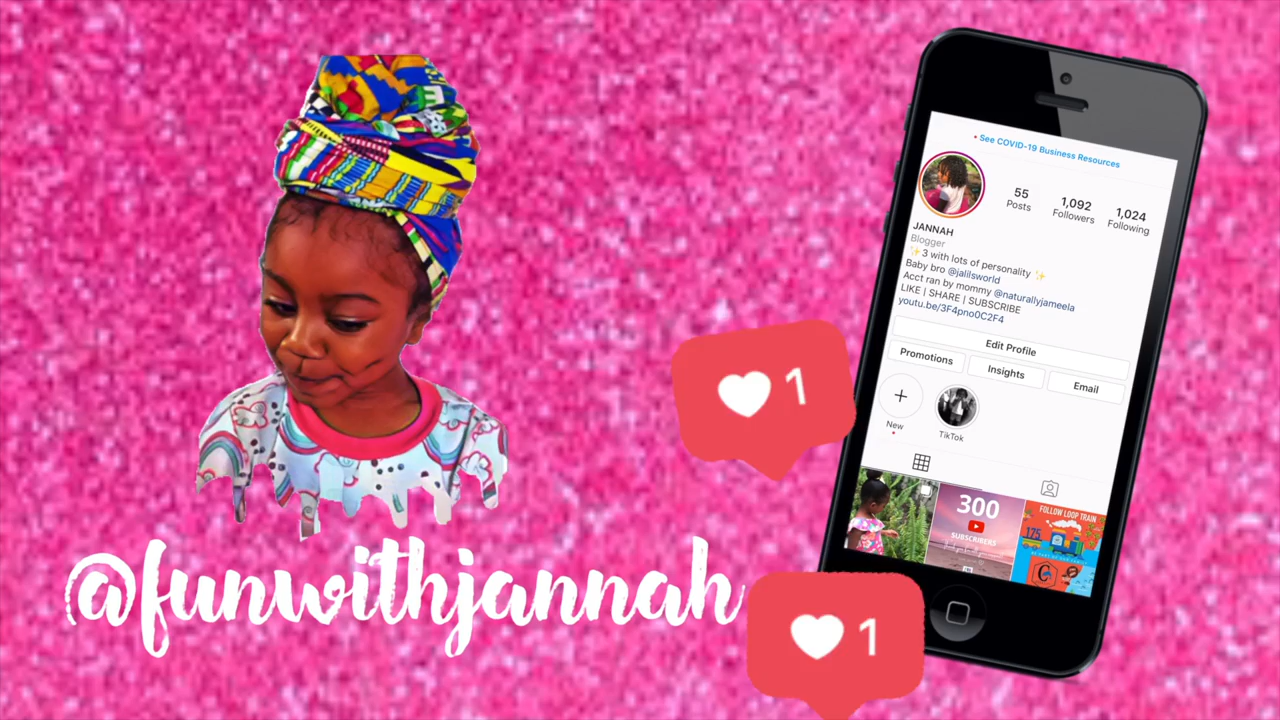 @funwithjannah
See COVID-19 Business Resources
55
Posts
1,092
Followers
1,024
Following
JANNAH
Blogger
✨3 with lots of personality ✨
Baby bro @jalilsworld
Acct ran by mommy @naturallyjameela
LIKE | SHARE | SUBSCRIBE
youtu.be/3F4pno0C2F4
Edit Profile
Promotions
Insights
Email
New
TikTok
300
SUBSCRIBERS
FOLLOW LOOP TRAIN
175
1
1